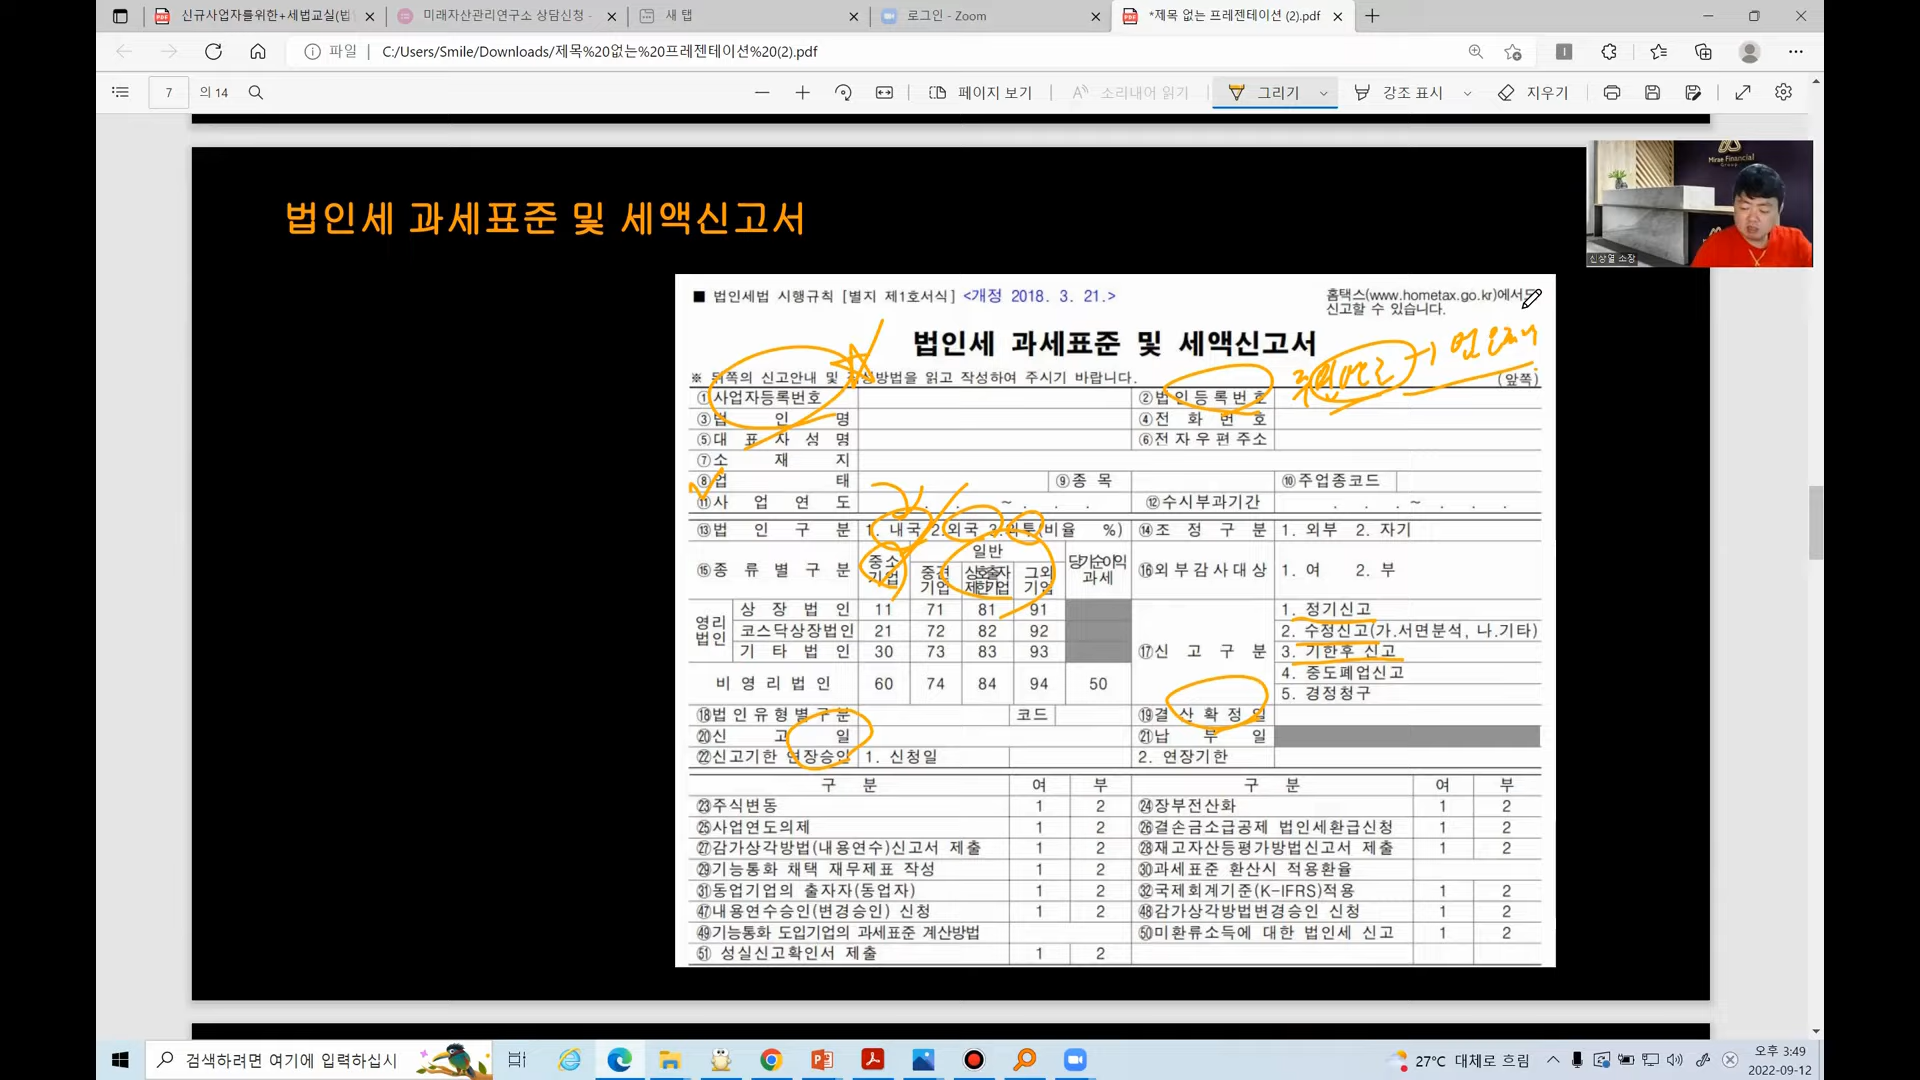 신규사업자를위한+세법교실(법
미래자산관리연구소 상담신청 -
새 탭
로그인 - Zoom
*제목 없는 프레젠테이션 (2).pdf
파일 C:/Users/Smile/Downloads/제목%20없는%20프레젠테이션%20(2).pdf
7 의 14 페이지 보기 소리내어 읽기 그리기 강조 표시 지우기
Mirae Financial
Group
신상열 소장
법인세 과세표준 및 세액신고서
■ 법인세법 시행규칙 [별지 제1호서식] <개정 2018. 3. 21.>
홈택스(www.hometax.go.kr)에서도
신고할 수 있습니다.
법인세 과세표준 및 세액신고서
※ 뒤쪽의 신고안내 및 작성방법을 읽고 작성하여 주시기 바랍니다. (앞쪽)
①사업자등록번호 ②법인등록번호
③법 인 명 ④전 화 번 호
⑤대 표 자 성 명 ⑥전 자 우 편 주 소
⑦소 재 지
⑧업 태 ⑨종 목 ⑩주업종코드
⑪사 업 연 도 . . ~ . . ⑫수시부과기간 . . ~ . .
⑬법 인 구 분 1. 내국 2.외국 3.외투(비율 %) ⑭조 정 구 분 1. 외부 2. 자기
⑮종 류 별 구 분 중소기업 일반 중견기업 상호출자제한기업 그외기업 당기순이익과세 ⑯외부감사대상 1. 여 2. 부
영리법인 상 장 법 인 11 71 81 91 ⑰신 고 구 분 1. 정기신고
코스닥상장법인 21 72 82 92 2. 수정신고(가.서면분석, 나.기타)
기 타 법 인 30 73 83 93 3. 기한후 신고
비 영 리 법 인 60 74 84 94 50 4. 중도폐업신고
5. 경정청구
⑱법인유형별구분 코드 ⑲결 산 확 정 일
⑳신 고 일 ㉑납 부 일
㉒신고기한 연장승인 1. 신청일 2. 연장기한
구 분 여 부 구 분 여 부
㉓주식변동 1 2 ㉔장부전산화 1 2
㉕사업연도의제 1 2 ㉖결손금소급공제 법인세환급신청 1 2
㉗감가상각방법(내용연수)신고서 제출 1 2 ㉘재고자산등평가방법신고서 제출 1 2
㉙기능통화 채택 재무제표 작성 1 2 ㉚과세표준 환산시 적용환율
㉛동업기업의 출자자(동업자) 1 2 ㉜국제회계기준(K-IFRS)적용 1 2
㊼내용연수승인(변경승인) 신청 1 2 ㊽감가상각방법변경승인 신청 1 2
㊾기능통화 도입기업의 과세표준 계산방법 ㊿미환류소득에 대한 법인세 신고 1 2
51 성실신고확인서 제출 1 2
검색하려면 여기에 입력하십시
27°C 대체로 흐림
오후 3:49
2022-09-12